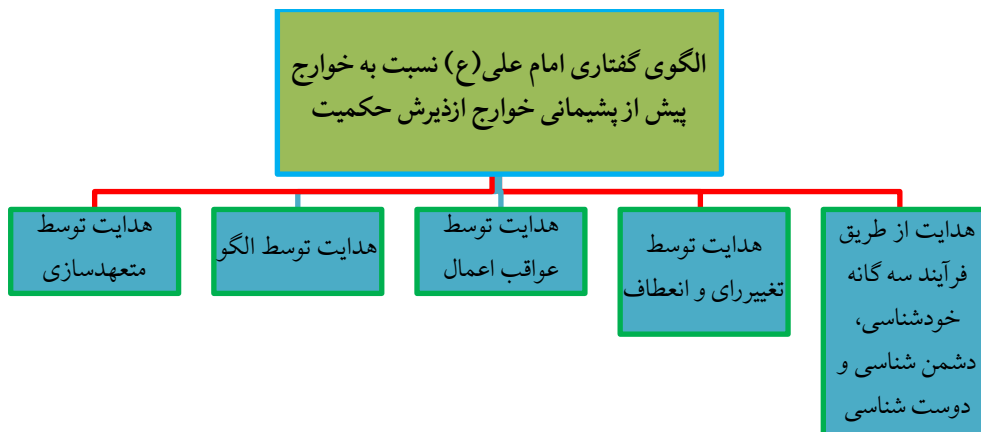 الگوی گفتاری امام علی(ع) نسبت به خوارج
پیش از پشیمانی خوارج ازذیرش حکمیت
هدایت از طریق
فرآیند سه گانه
خودشناسی،
دشمن شناسی و
دوست شناسی
هدایت توسط
تغییررای و انعطاف
هدایت توسط
عواقب اعمال
هدایت توسط الگو
هدایت توسط
متعهدسازی